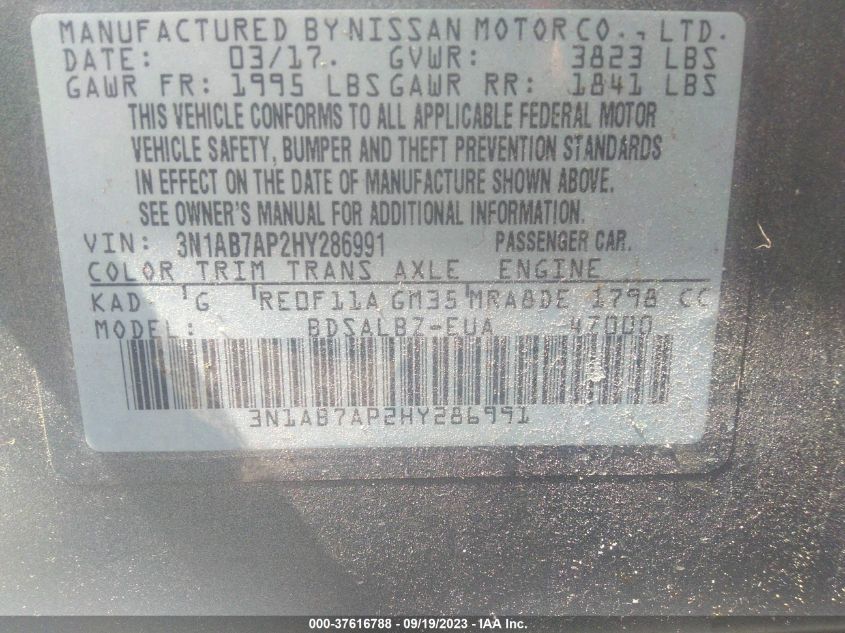 MANUFACTURED BY NISSAN MOTOR CO., LTD.
DATE: 03/17. GVWR: 3823 LBS
GAWR FR: 1995 LBS GAWR RR: 1841 LBS
THIS VEHICLE CONFORMS TO ALL APPLICABLE FEDERAL MOTOR
VEHICLE SAFETY, BUMPER AND THEFT PREVENTION STANDARDS
IN EFFECT ON THE DATE OF MANUFACTURE SHOWN ABOVE.
SEE OWNER'S MANUAL FOR ADDITIONAL INFORMATION.
VIN: 3N1AB7AP2HY286991 PASSENGER CAR.
COLOR TRIM TRANS AXLE ENGINE
KAD G RE0F11A GM35 MRA8DE 1798 CC
MODEL: BDSALBZ-EUA 47000
3N1AB7AP2HY286991
000-37616788 - 09/19/2023 - IAA Inc.